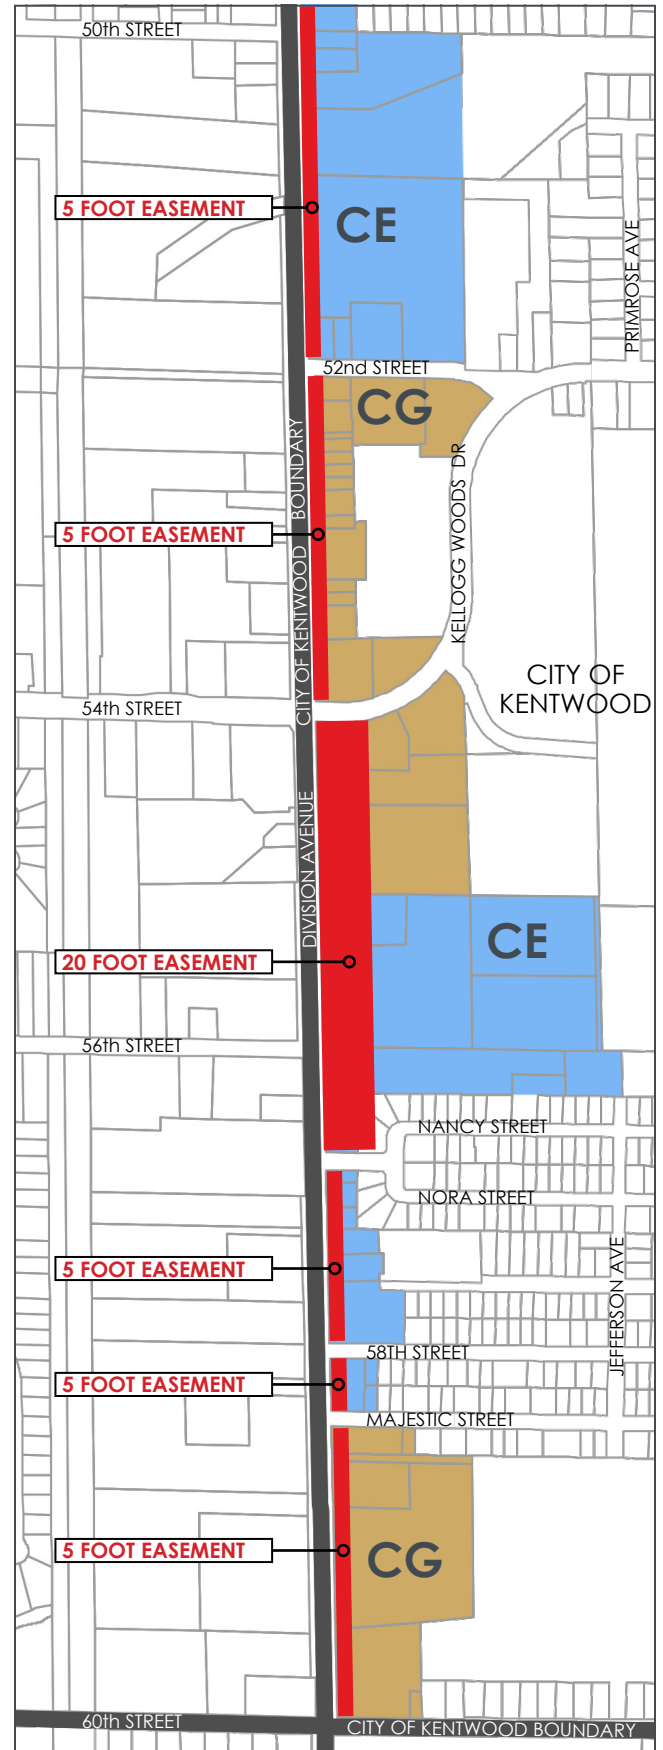 50th STREET
5 FOOT EASEMENT
CE
PRIMROSE AVE
52nd STREET
CG
CITY OF KENTWOOD BOUNDARY
KELLOGG WOODS DR
5 FOOT EASEMENT
CITY OF
KENTWOOD
54th STREET
DIVISION AVENUE
CE
20 FOOT EASEMENT
56th STREET
NANCY STREET
NORA STREET
JEFFERSON AVE
5 FOOT EASEMENT
58TH STREET
5 FOOT EASEMENT
MAJESTIC STREET
5 FOOT EASEMENT
CG
60th STREET
CITY OF KENTWOOD BOUNDARY